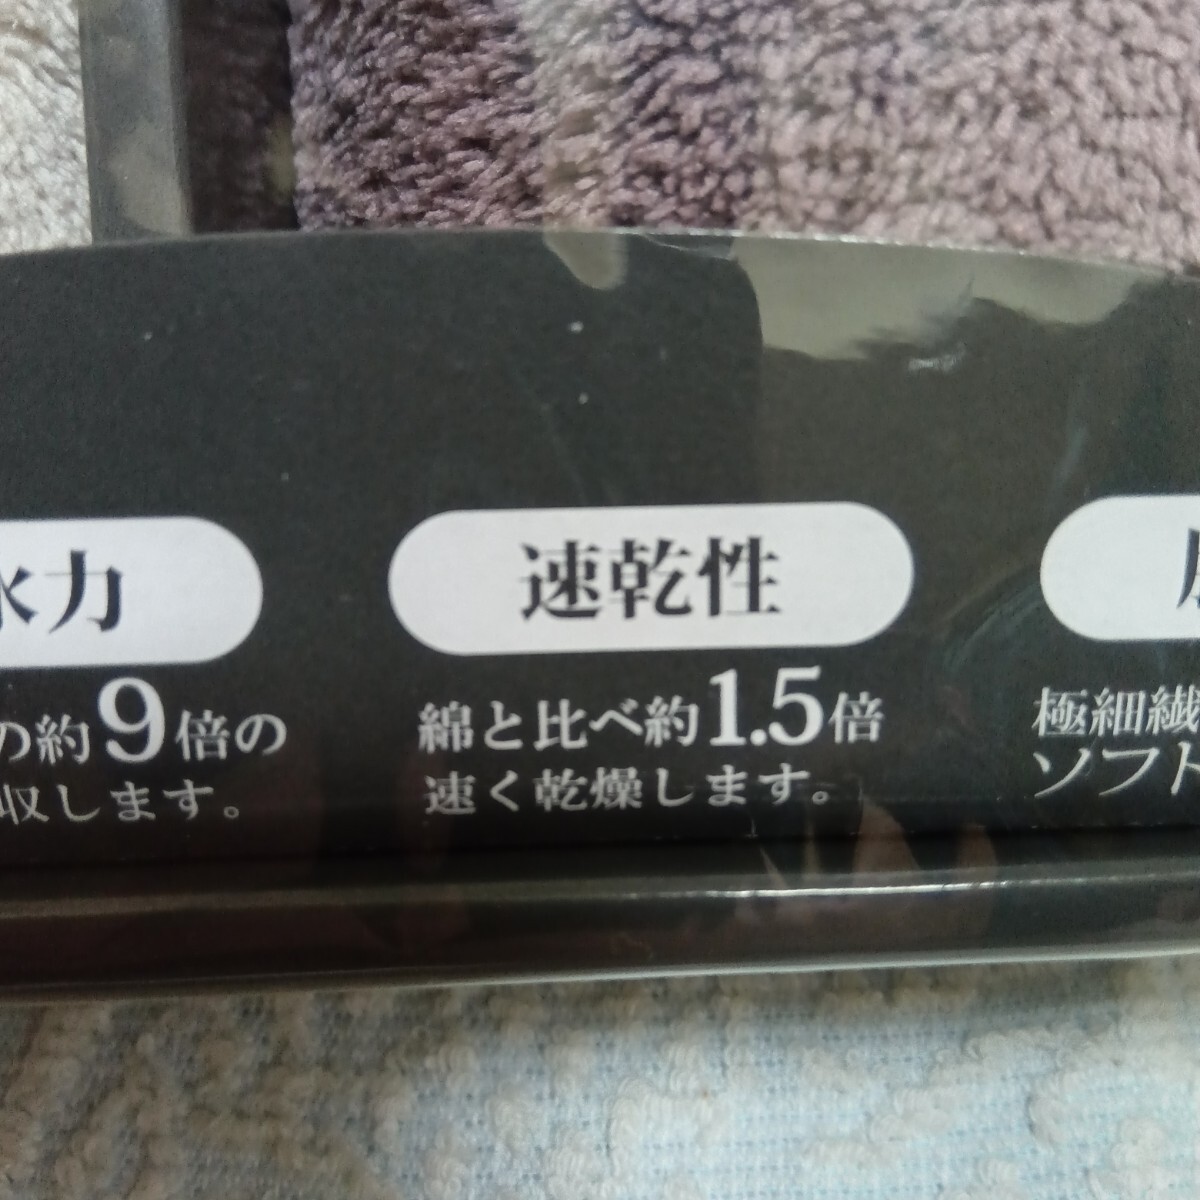 水力
の約9倍の
収します。
速乾性
綿と比べ約1.5倍
速く乾燥します。
極細繊
ソフト